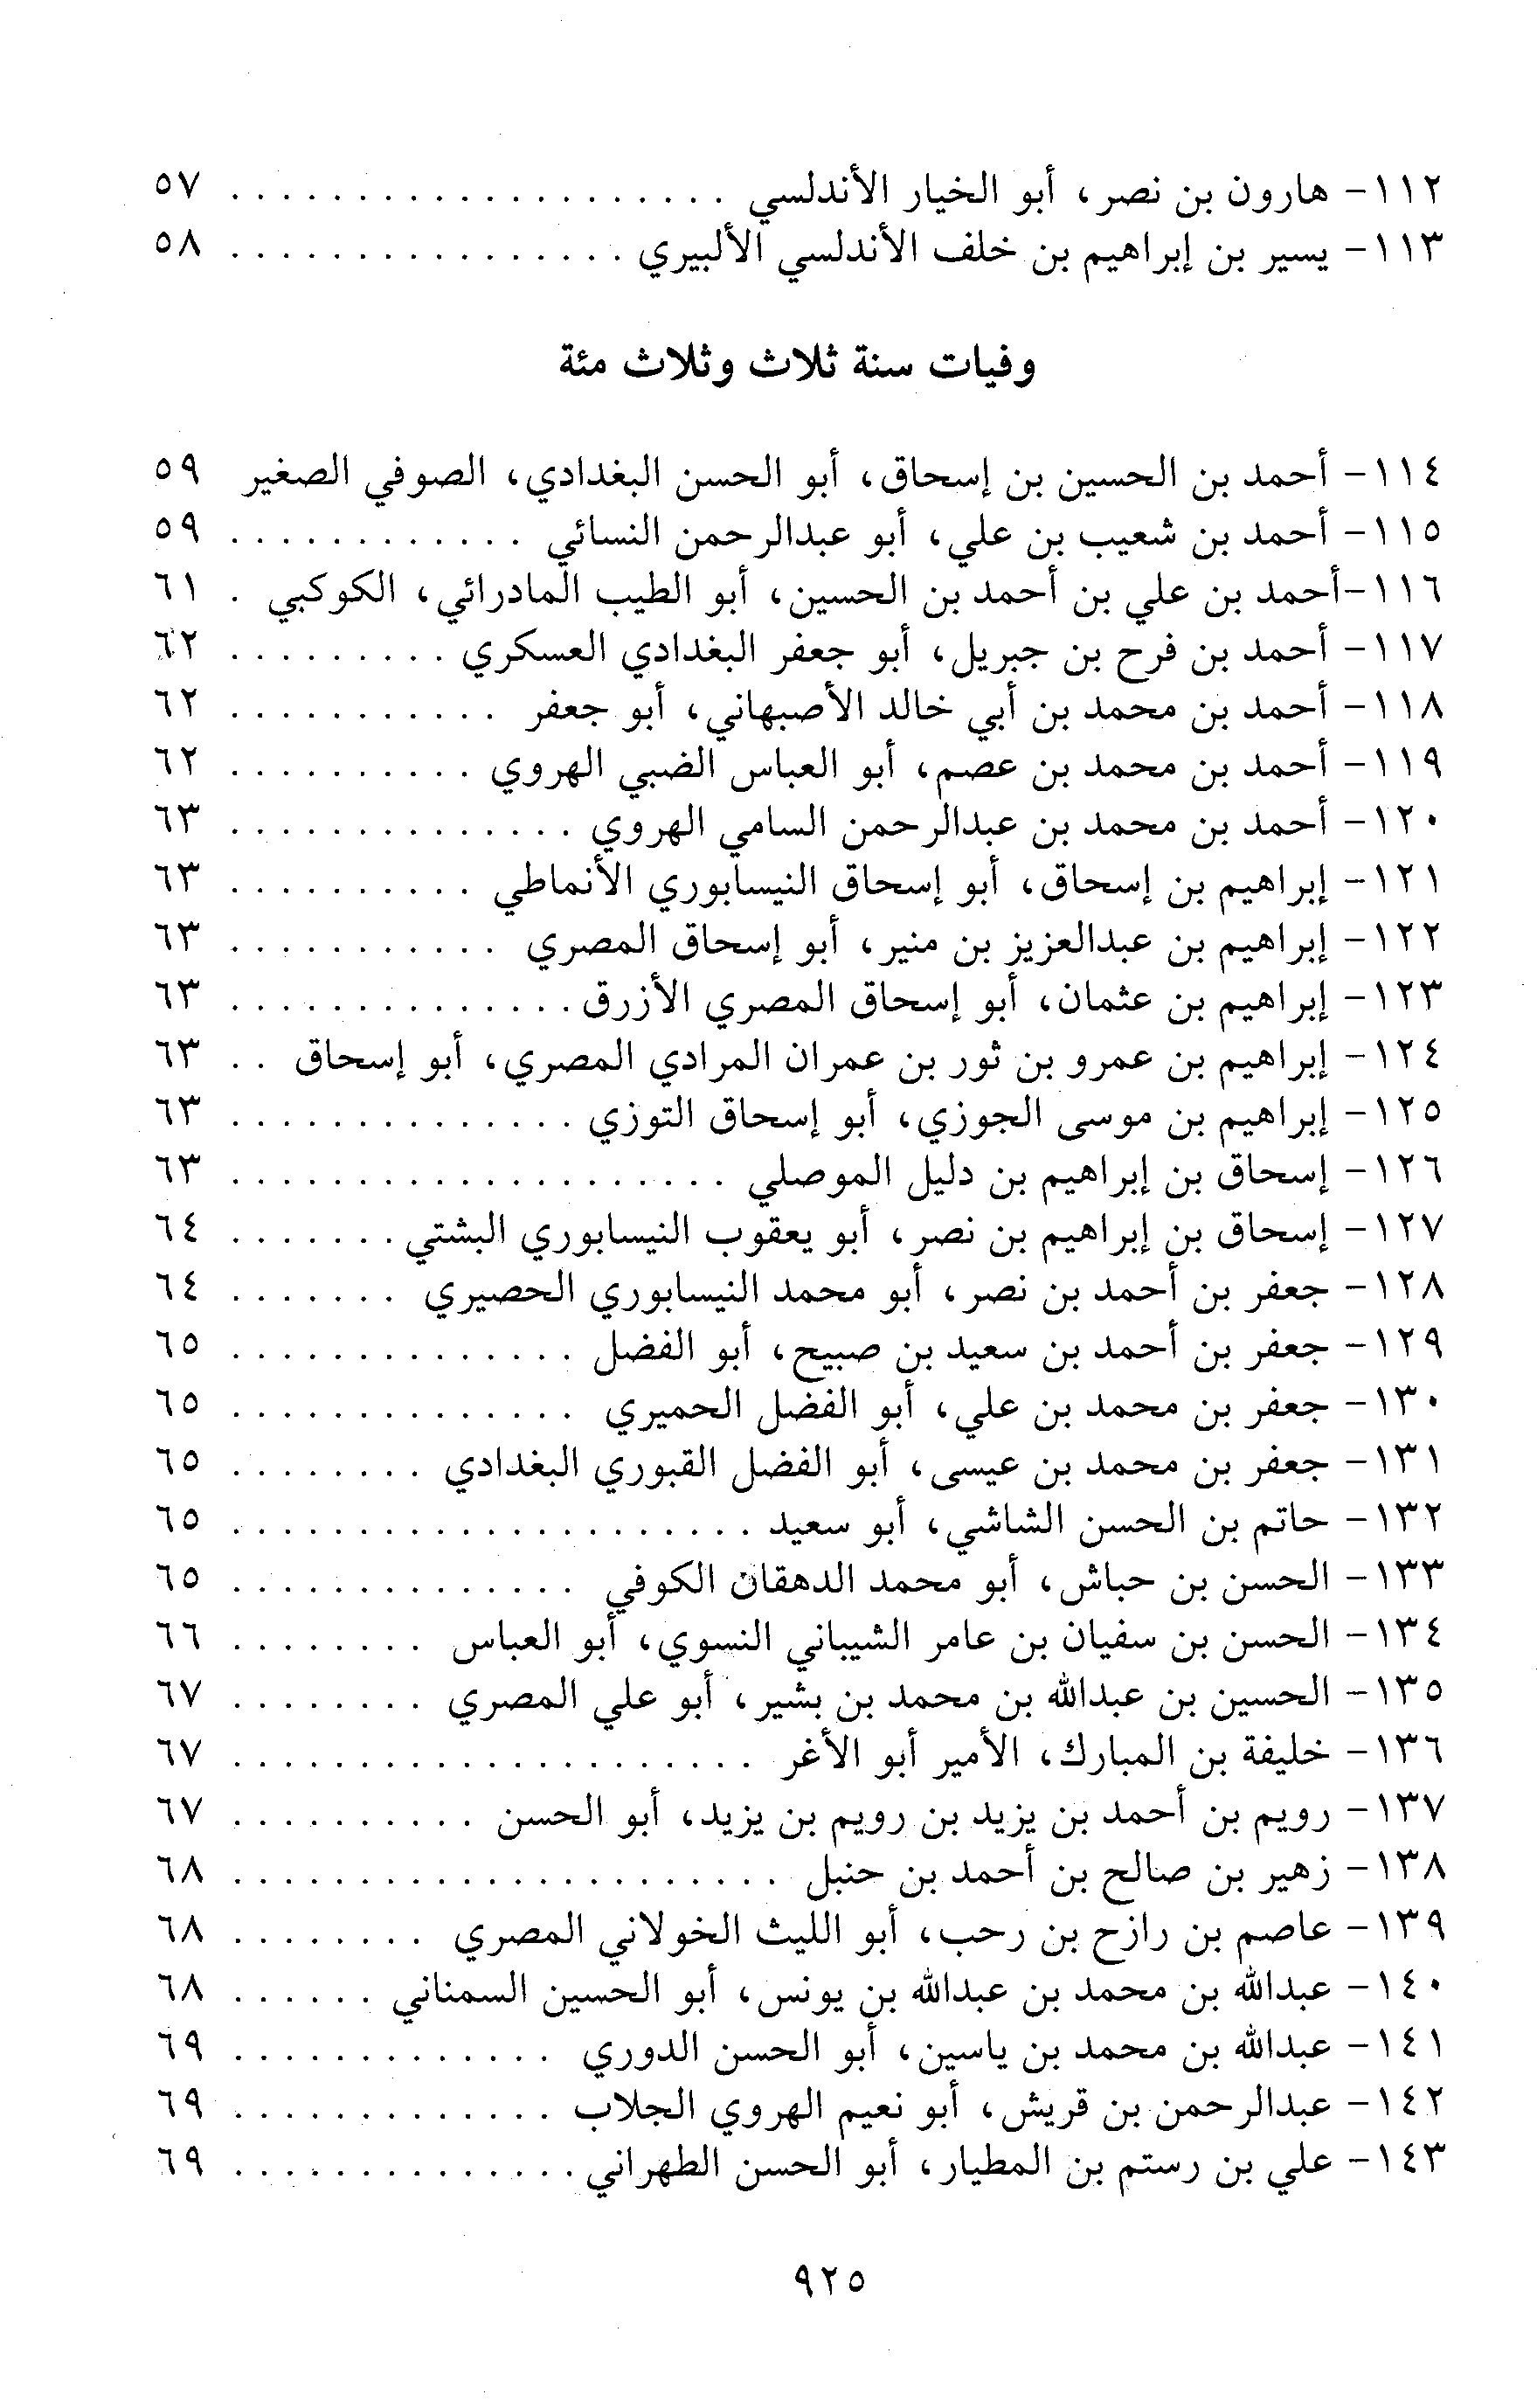 ١١٢- هارون بن نصر، أبو الخيار الأندلسي . . . . . . . . . . . . . . . . . . . . ٥٧
١١٣- يسير بن إبراهيم بن خلف الأندلسي الألبيري . . . . . . . . . . . . . . . . ٥٨
وفيات سنة ثلاث وثلاث مئة
١١٤- أحمد بن الحسين بن إسحاق، أبو الحسن البغدادي، الصوفي الصغير ٥٩
١١٥- أحمد بن شعيب بن علي، أبو عبدالرحمن النسائي . . . . . . . . . . . . ٥٩
١١٦-أحمد بن علي بن أحمد بن الحسين، أبو الطيب المادرائي، الكوكبي . ٦١
١١٧- أحمد بن فرح بن جبريل، أبو جعفر البغدادي العسكري . . . . . . . . . ٦٢
١١٨- أحمد بن محمد بن أبي خالد الأصبهاني، أبو جعفر . . . . . . . . . . . ٦٢
١١٩- أحمد بن محمد بن عصم، أبو العباس الضبي الهروي . . . . . . . . . . ٦٢
١٢٠- أحمد بن محمد بن عبدالرحمن السامي الهروي . . . . . . . . . . . . . . ٦٣
١٢١- إبراهيم بن إسحاق، أبو إسحاق النيسابوري الأنماطي . . . . . . . . . . ٦٣
١٢٢- إبراهيم بن عبدالعزيز بن منير، أبو إسحاق المصري . . . . . . . . . . . ٦٣
١٢٣- إبراهيم بن عثمان، أبو إسحاق المصري الأزرق . . . . . . . . . . . . . . ٦٣
١٢٤- إبراهيم بن عمرو بن ثور بن عمران المرادي المصري، أبو إسحاق . . ٦٣
١٢٥- إبراهيم بن موسى الجوزي، أبو إسحاق التوزي . . . . . . . . . . . . . . ٦٣
١٢٦- إسحاق بن إبراهيم بن دليل الموصلي . . . . . . . . . . . . . . . . . . . . ٦٣
١٢٧- إسحاق بن إبراهيم بن نصر، أبو يعقوب النيسابوري البشتي . . . . . . . ٦٤
١٢٨- جعفر بن أحمد بن نصر، أبو محمد النيسابوري الحصيري . . . . . . . ٦٤
١٢٩- جعفر بن أحمد بن سعيد بن صبيح، أبو الفضل . . . . . . . . . . . . . . ٦٥
١٣٠- جعفر بن محمد بن علي، أبو الفضل الحميري . . . . . . . . . . . . . . ٦٥
١٣١- جعفر بن محمد بن عيسى، أبو الفضل القبوري البغدادي . . . . . . . . ٦٥
١٣٢- حاتم بن الحسن الشاشي، أبو سعيد . . . . . . . . . . . . . . . . . . . . . ٦٥
١٣٣- الحسن بن حباش، أبو محمد الدهقان الكوفي . . . . . . . . . . . . . . ٦٥
١٣٤- الحسن بن سفيان بن عامر الشيباني النسوي، أبو العباس . . . . . . . . ٦٦
١٣٥- الحسين بن عبدالله بن محمد بن بشير، أبو علي المصري . . . . . . . . ٦٧
١٣٦- خليفة بن المبارك، الأمير أبو الأغر . . . . . . . . . . . . . . . . . . . . . ٦٧
١٣٧- رويم بن أحمد بن يزيد بن رويم بن يزيد، أبو الحسن . . . . . . . . . . ٦٧
١٣٨- زهير بن صالح بن أحمد بن حنبل . . . . . . . . . . . . . . . . . . . . . . ٦٨
١٣٩- عاصم بن رازح بن رحب، أبو الليث الخولاني المصري . . . . . . . . ٦٨
١٤٠- عبدالله بن محمد بن عبدالله بن يونس، أبو الحسين السمناني . . . . . . ٦٨
١٤١- عبدالله بن محمد بن ياسين، أبو الحسن الدوري . . . . . . . . . . . . . ٦٩
١٤٢- عبدالرحمن بن قريش، أبو نعيم الهروي الجلاب . . . . . . . . . . . . . ٦٩
١٤٣- علي بن رستم بن المطيار، أبو الحسن الطهراني . . . . . . . . . . . . . . ٦٩
٩٢٥